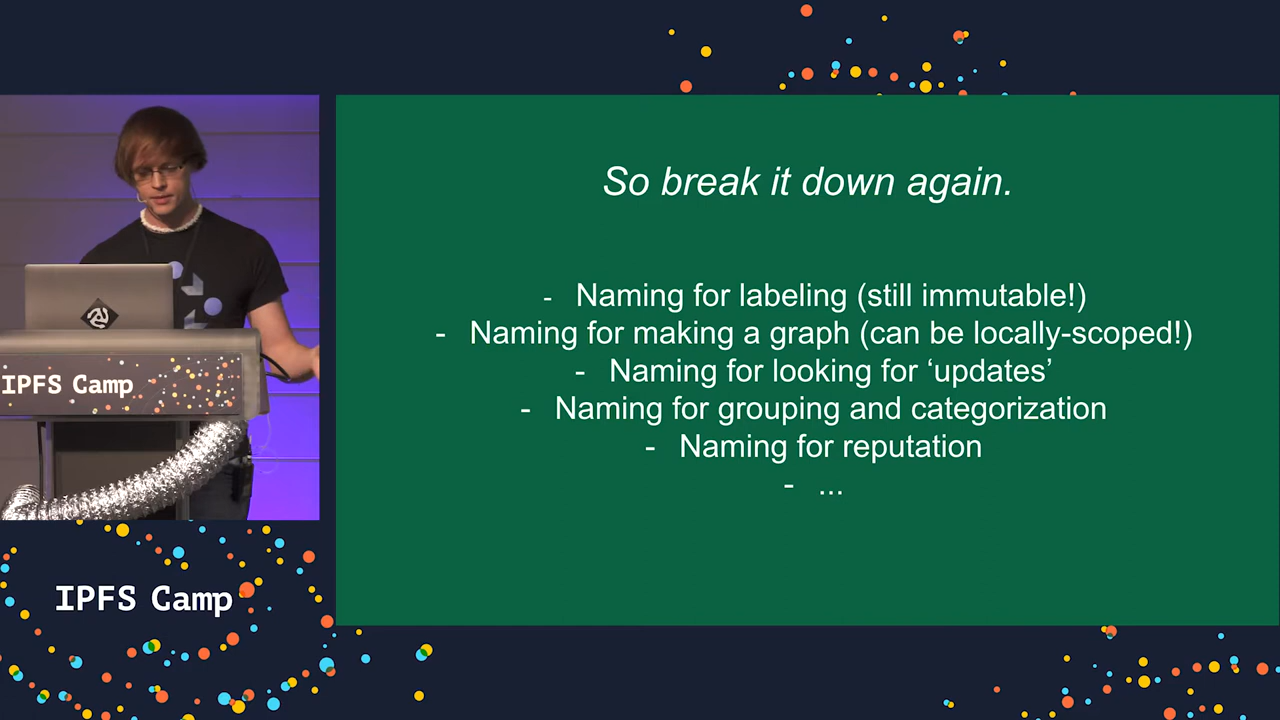 So break it down again.
- Naming for labeling (still immutable!)
- Naming for making a graph (can be locally-scoped!)
- Naming for looking for ‘updates’
- Naming for grouping and categorization
- Naming for reputation
- ...
IPFS Camp
IPFS Camp